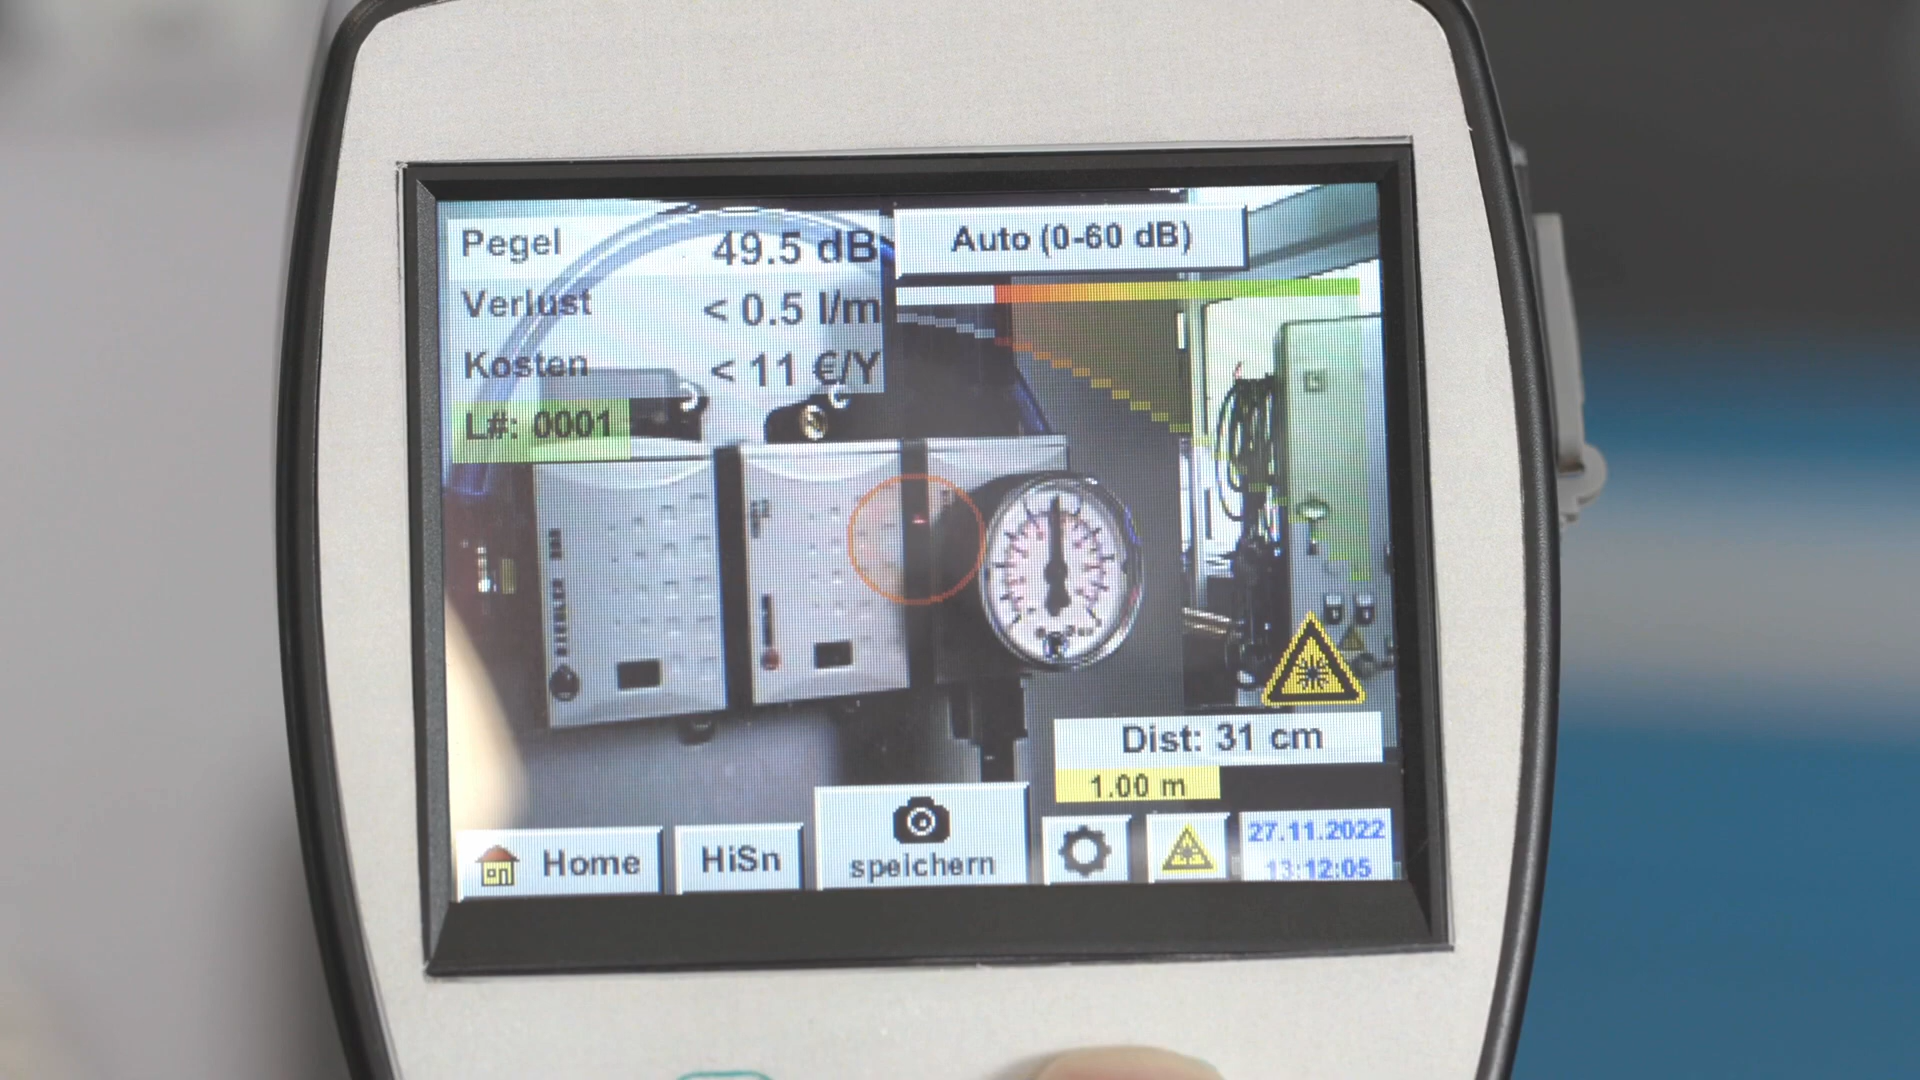 Pegel 49.5 dB
Auto (0-60 dB)
Verlust < 0.5 l/m
Kosten < 11 €/Y
L#: 0001
Dist: 31 cm
1.00 m
Home
HiSn
speichern
27.11.2022
13:12:05